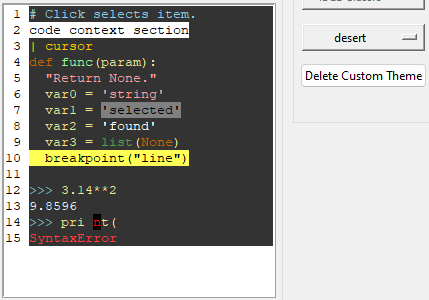 1 # Click selects item.
2 code context section
3 | cursor
4 def func(param):
5   "Return None."
6   var0 = 'string'
7   var1 = 'selected'
8   var2 = 'found'
9   var3 = list(None)
10   breakpoint("line")
11
12 >>> 3.14**2
13 9.8596
14 >>> pri nt(
15 SyntaxError
desert
Delete Custom Theme